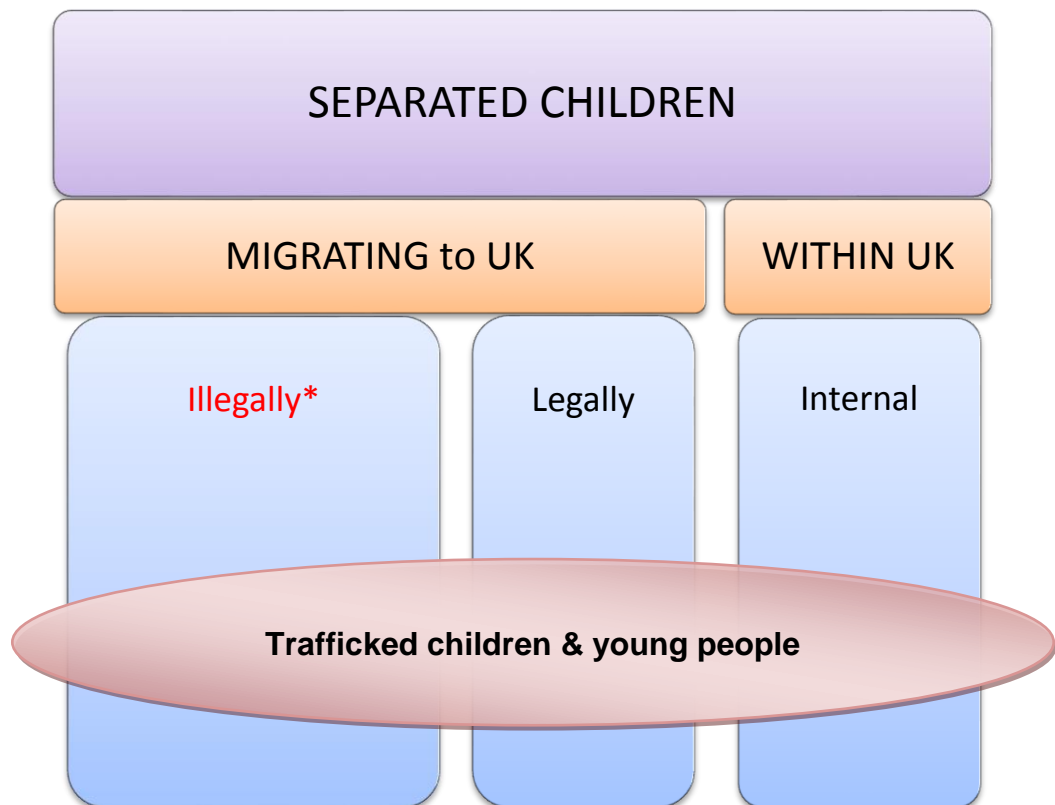 SEPARATED CHILDREN
MIGRATING to UK
WITHIN UK
Illegally*
Legally
Internal
Trafficked children & young people